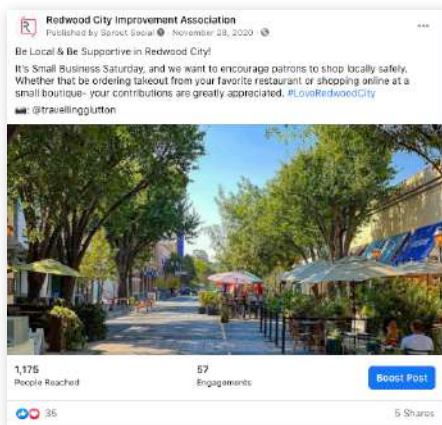 Redwood City Improvement Association
Published by Sprout Social · November 28, 2020 ·
Be Local & Be Supportive in Redwood City!
It's Small Business Saturday, and we want to encourage patrons to shop locally safely.
Whether that be ordering takeout from your favorite restaurant or shopping online at a
small boutique- your contributions are greatly appreciated. #LoveRedwoodCity
📷: @travellingglutton
1,175
People Reached
57
Engagements
Boost Post
35
5 Shares